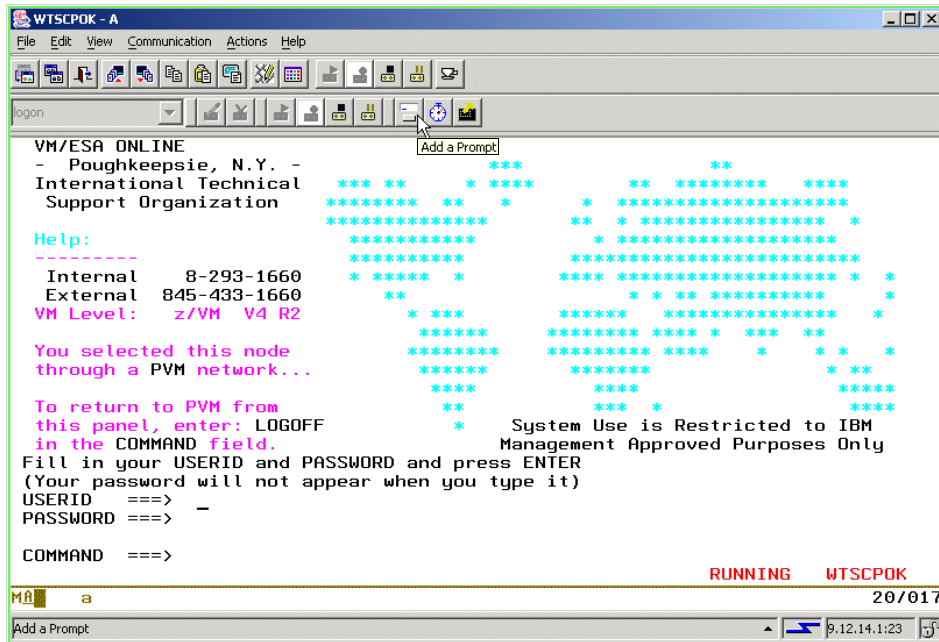 WTSCPOK - A
File Edit View Communication Actions Help
logon
Add a Prompt
VM/ESA ONLINE
- Poughkeepsie, N.Y. - *** **
International Technical *** ** * **** ** ******** ****
Support Organization ******** ** * * ********************
************** ** * **************** *
Help: *********** * *******************
--------- ********** *************************
Internal 8-293-1660 * ***** * **** ******************** * *
External 845-433-1660 ** * * ** ********** *
VM Level: z/VM V4 R2 * *** ****** *************** *
****** ******** **** * *** **
You selected this node ******** ********* **** * * * *
through a PVM network... ****** ******* * **
**** **** *****
To return to PVM from ** *** * ****
this panel, enter: LOGOFF * System Use is Restricted to IBM
in the COMMAND field. Management Approved Purposes Only
Fill in your USERID and PASSWORD and press ENTER
(Your password will not appear when you type it)
USERID ===> _
PASSWORD ===>
COMMAND ===>
RUNNING WTSCPOK
MA a 20/017
Add a Prompt 9.12.14.1:23